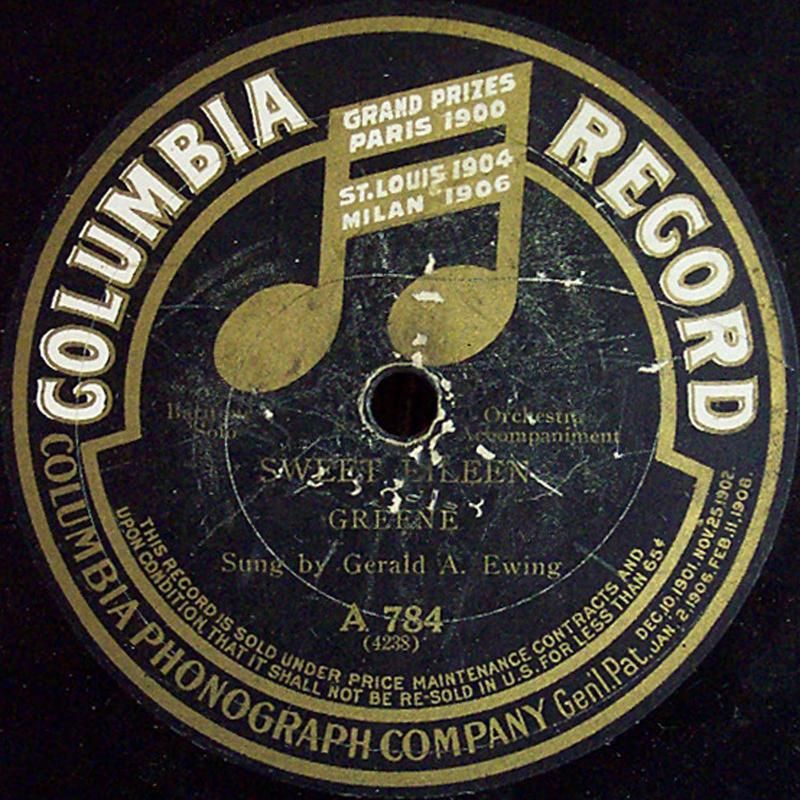 COLUMBIA RECORD
GRAND PRIZES
PARIS 1900
ST. LOUIS 1904
MILAN 1906
Baritone
Solo
Orchestra
Accompaniment
SWEET EILEEN
GREENE
Sung by Gerald A. Ewing
A 784
(4238)
THIS RECORD IS SOLD UNDER PRICE MAINTENANCE CONTRACTS AND
UPON CONDITION THAT IT SHALL NOT BE RE-SOLD IN U.S. FOR LESS THAN 65¢
COLUMBIA PHONOGRAPH COMPANY Gen'l. Pat. DEC. 10, 1901. NOV. 25, 1902.
JAN. 2, 1906. FEB. 11, 1908.